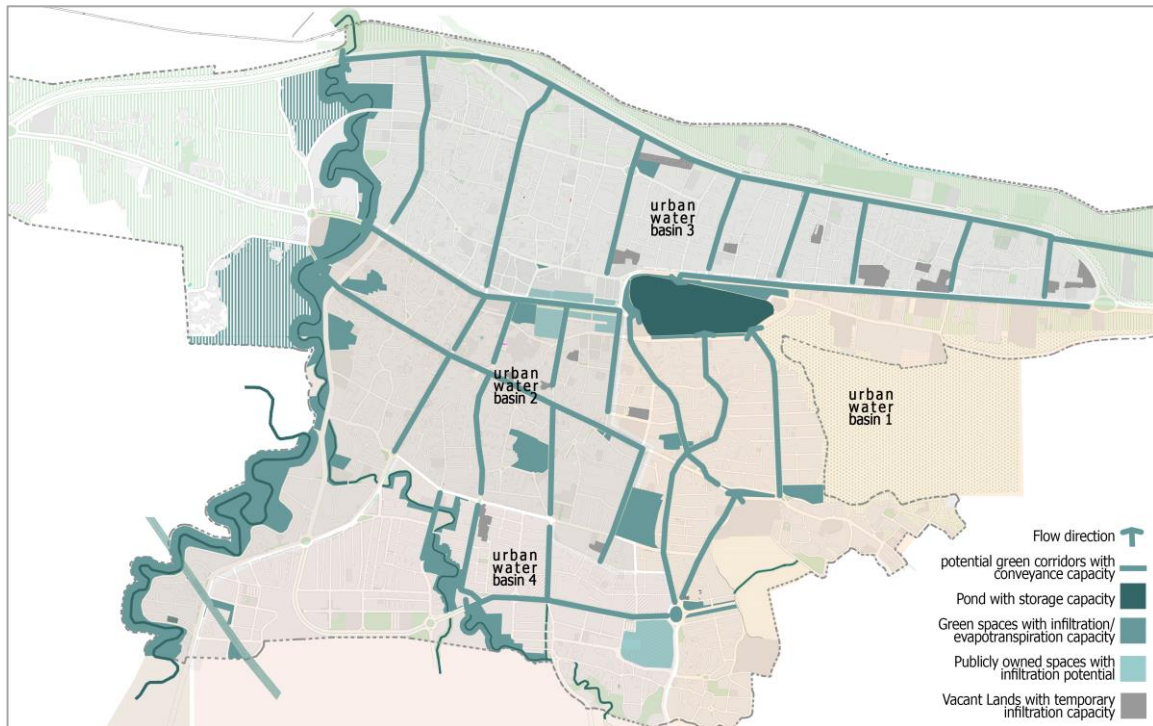 urban
water
basin 3
urban
water
basin 2
urban
water
basin 1
urban
water
basin 4
Flow direction
potential green corridors with
conveyance capacity
Pond with storage capacity
Green spaces with infiltration/
evapotranspiration capacity
Publicly owned spaces with
infiltration potential
Vacant Lands with temporary
infiltration capacity